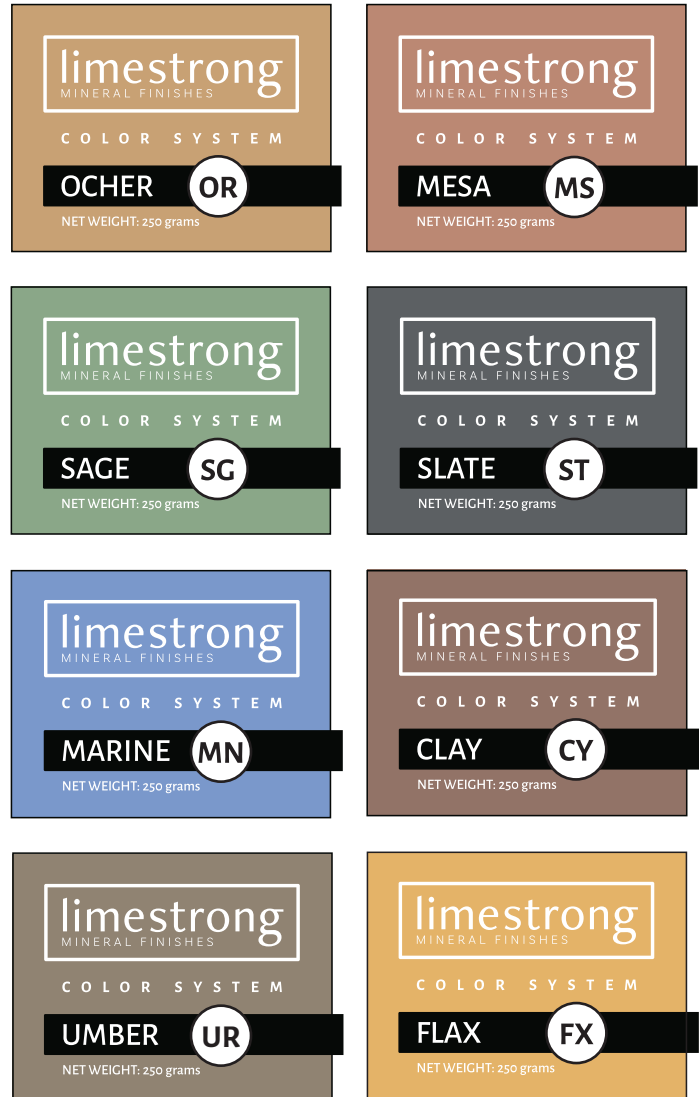 limestrong
MINERAL FINISHES
COLOR SYSTEM
OCHER OR
NET WEIGHT: 250 grams
limestrong
MINERAL FINISHES
COLOR SYSTEM
MESA MS
NET WEIGHT: 250 grams
limestrong
MINERAL FINISHES
COLOR SYSTEM
SAGE SG
NET WEIGHT: 250 grams
limestrong
MINERAL FINISHES
COLOR SYSTEM
SLATE ST
NET WEIGHT: 250 grams
limestrong
MINERAL FINISHES
COLOR SYSTEM
MARINE MN
NET WEIGHT: 250 grams
limestrong
MINERAL FINISHES
COLOR SYSTEM
CLAY CY
NET WEIGHT: 250 grams
limestrong
MINERAL FINISHES
COLOR SYSTEM
UMBER UR
NET WEIGHT: 250 grams
limestrong
MINERAL FINISHES
COLOR SYSTEM
FLAX FX
NET WEIGHT: 250 grams